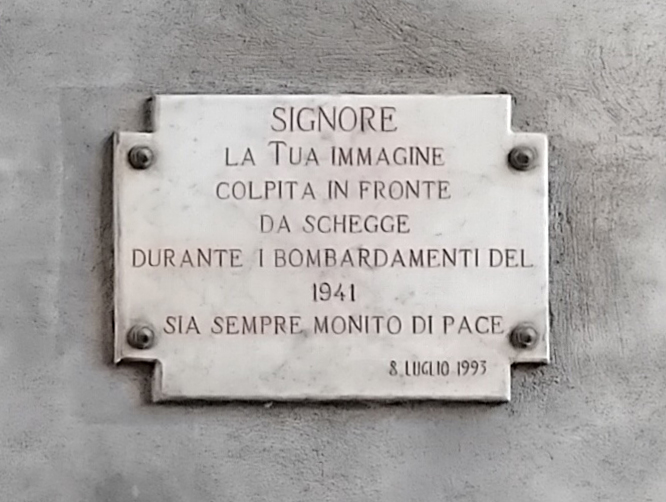 SIGNORE
LA TUA IMMAGINE
COLPITA IN FRONTE
DA SCHEGGE
DURANTE I BOMBARDAMENTI DEL
1941
SIA SEMPRE MONITO DI PACE
8 LUGLIO 1993